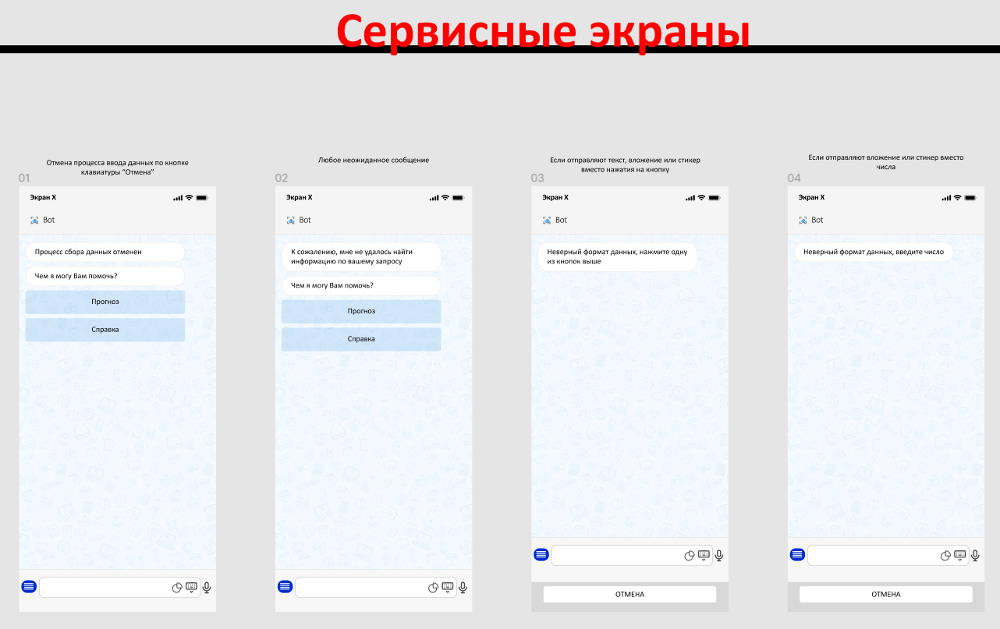 Сервисные экраны
Отмена процесса ввода данных по кнопке
клавиатуры “Отмена”
01
Экран X
Bot
Процесс сбора данных отменен
Чем я могу Вам помочь?
Прогноз
Справка
Любое неожиданное сообщение
02
Экран X
Bot
К сожалению, мне не удалось найти
информацию по вашему запросу
Чем я могу Вам помочь?
Прогноз
Справка
Если отправляют текст, вложение или стикер
вместо нажатия на кнопку
03
Экран X
Bot
Неверный формат данных, нажмите одну
из кнопок выше
ОТМЕНА
Если отправляют вложение или стикер вместо
числа
04
Экран X
Bot
Неверный формат данных, введите число
ОТМЕНА